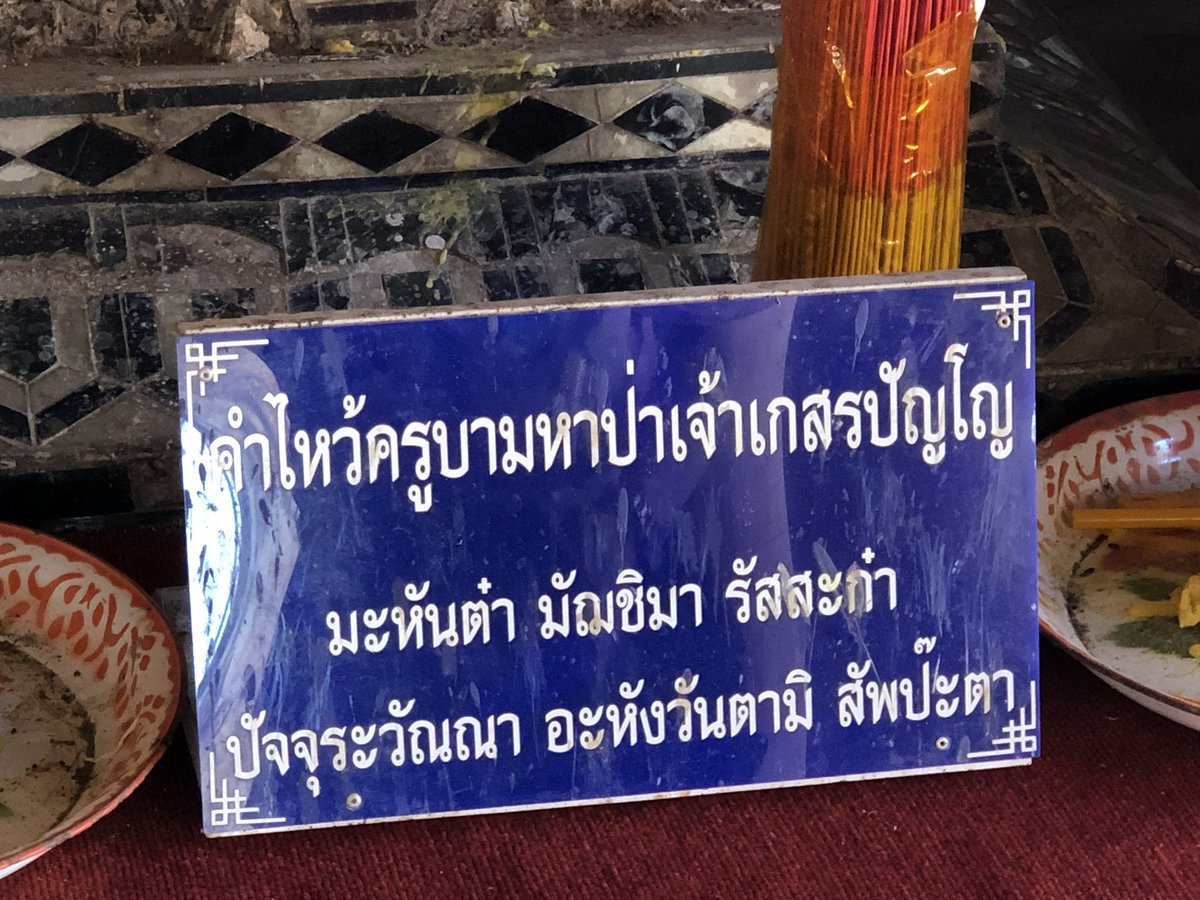 คำไหว้ครูบามหาป่าเจ้าเกสรปัญโญ
มะหันต๋า มัฌชิมา รัสสะก๋า
ปัจจุระวัณณา อะหังวันตามิ สัพป๊ะตา